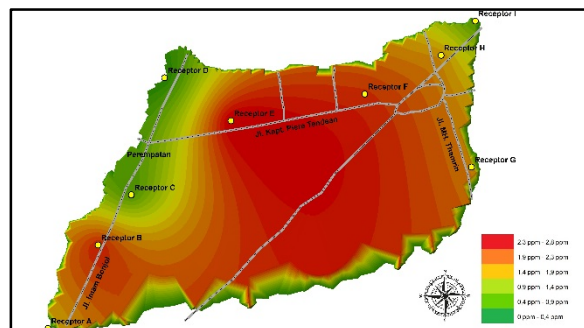 Receptor I
Receptor H
Receptor D
Receptor F
Receptor E
Jl. Kapt. Piere Tendean
Jl. MH. Thamrin
Perempatan
Receptor G
Receptor C
Receptor B
Jl. Imam Bonjol
Receptor A
2.3 ppm - 2,8 ppm
1.9 ppm - 2,3 ppm
1.4 ppm - 1,9 ppm
0.9 ppm - 1,4 ppm
0.4 ppm - 0,9 ppm
0 ppm - 0,4 ppm